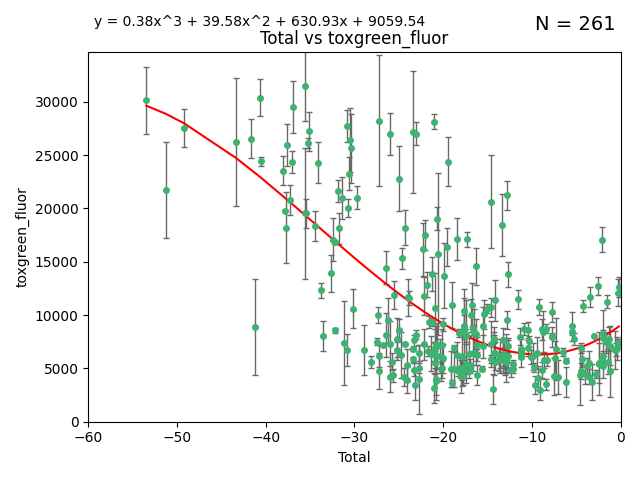 y = 0.38x^3 + 39.58x^2 + 630.93x + 9059.54
N = 261
Total vs toxgreen_fluor
toxgreen_fluor
30000
25000
20000
15000
10000
5000
0
−60
−50
−40
−30
−20
−10
0
Total